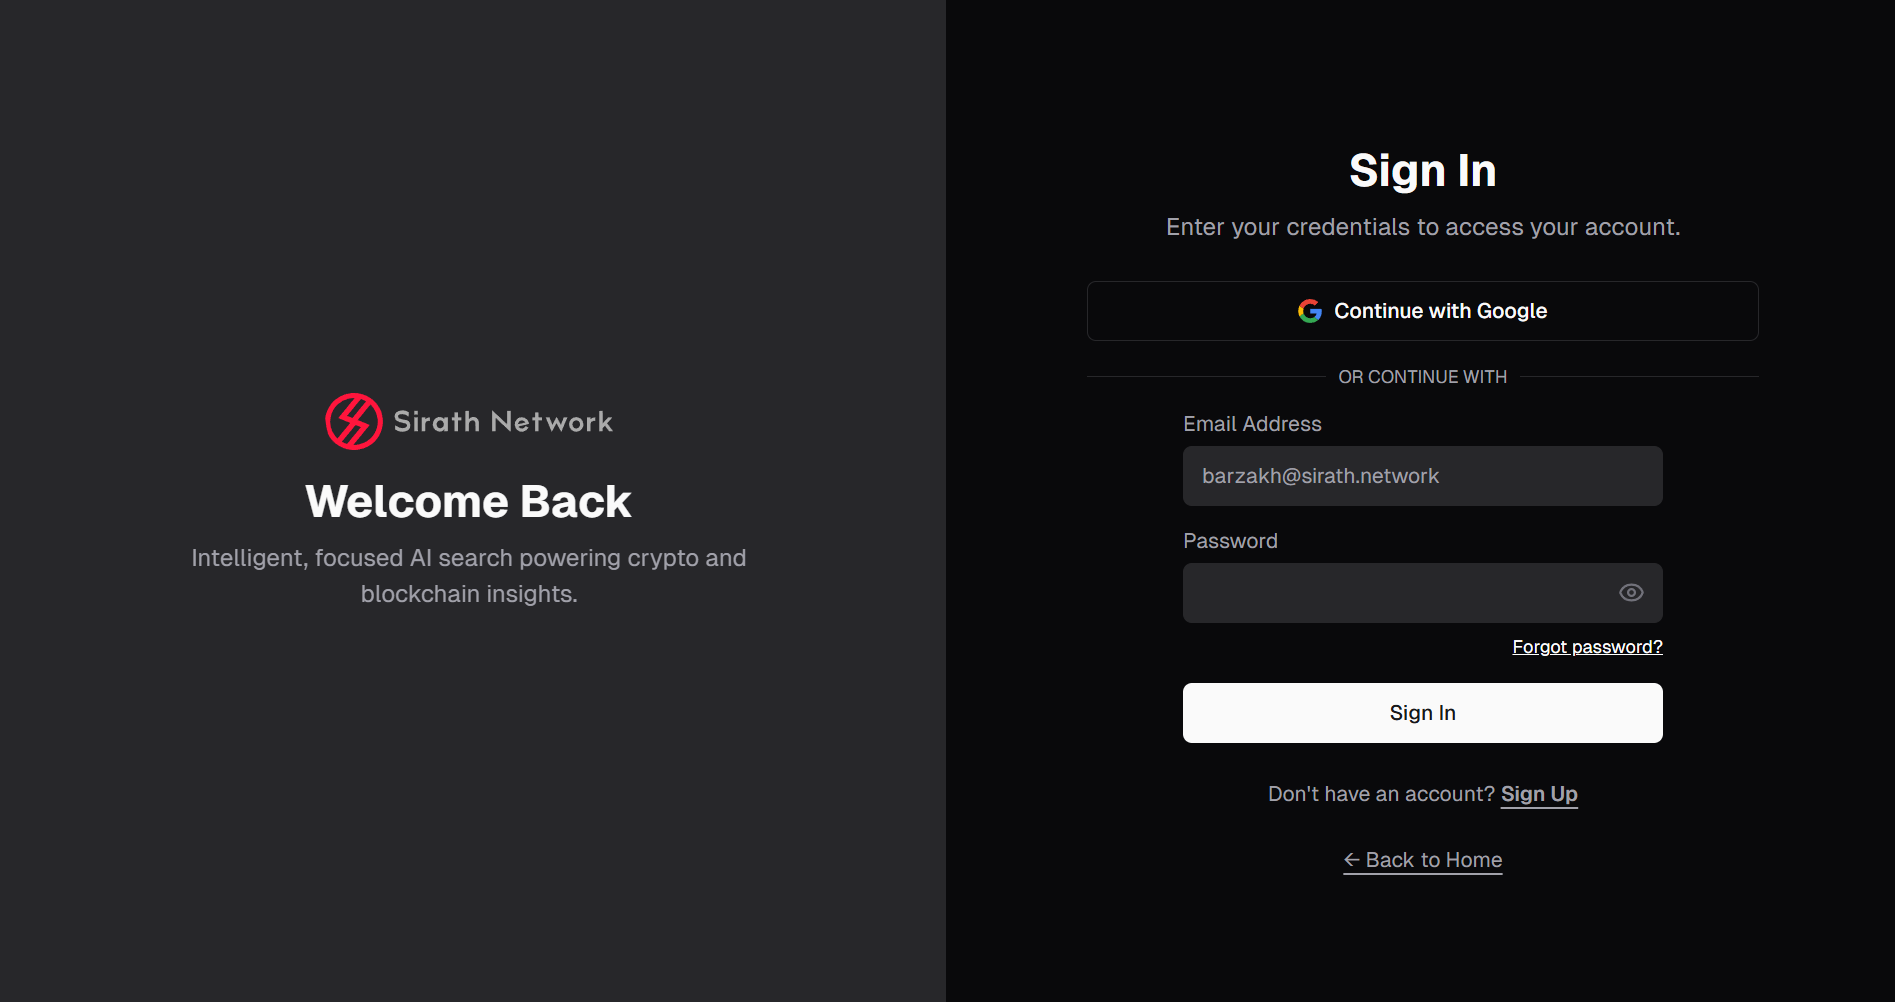 Sirath Network
Welcome Back
Intelligent, focused AI search powering crypto and
blockchain insights.
Sign In
Enter your credentials to access your account.
Continue with Google
OR CONTINUE WITH
Email Address
barzakh@sirath.network
Password
Forgot password?
Sign In
Don't have an account? Sign Up
← Back to Home